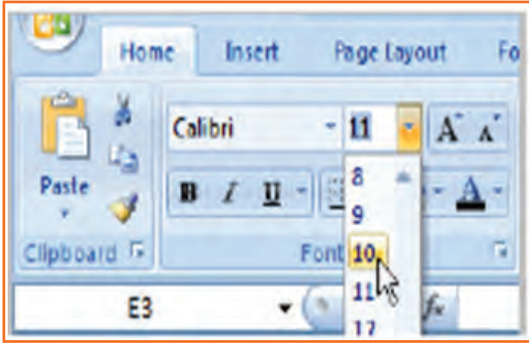 Home Insert Page Layout Fo
Calibri 11 A A
Paste B I U A
8
9
10
11
12
Clipboard Font
E3 fx